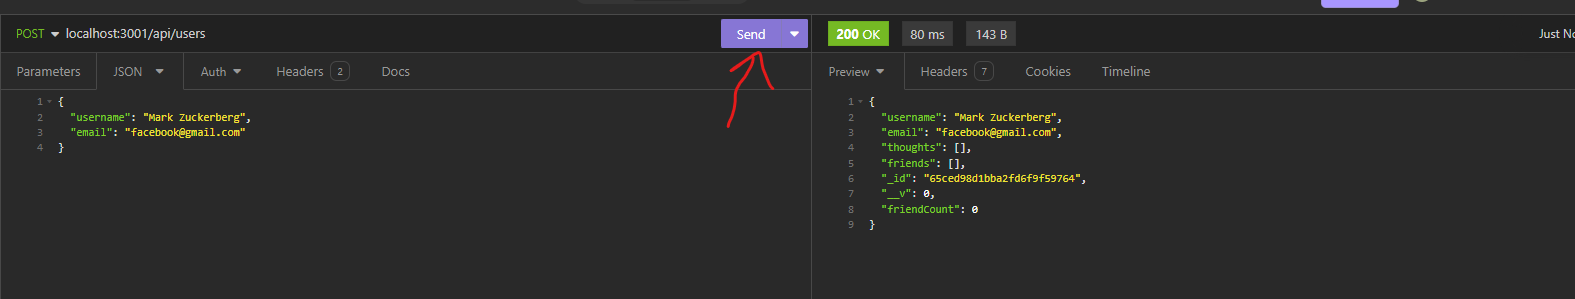 POST localhost:3001/api/users Send
Parameters JSON Auth Headers 2 Docs
1 {
2 "username": "Mark Zuckerberg",
3 "email": "facebook@gmail.com"
4 }
200 OK 80 ms 143 B Just
Preview Headers 7 Cookies Timeline
1 {
2 "username": "Mark Zuckerberg",
3 "email": "facebook@gmail.com",
4 "thoughts": [],
5 "friends": [],
6 "_id": "65ced98d1bba2fd6f9f59764",
7 "__v": 0,
8 "friendCount": 0
9 }